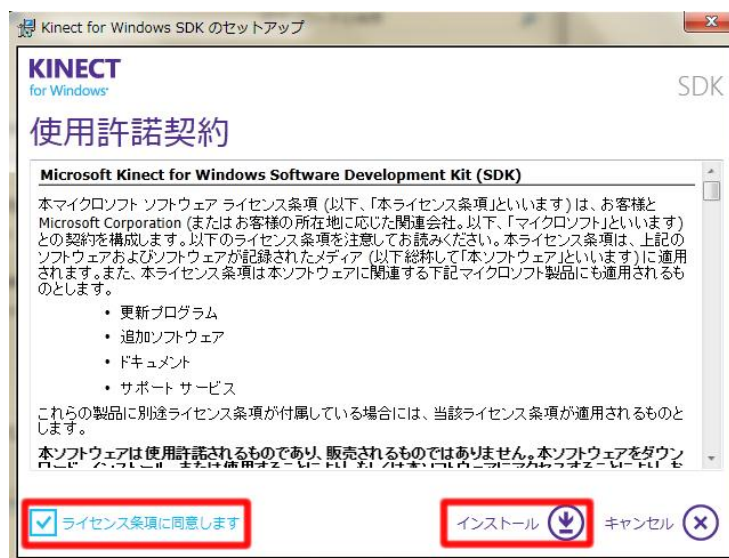 Kinect for Windows SDK のセットアップ
KINECT
for Windows
SDK
使用許諾契約
Microsoft Kinect for Windows Software Development Kit (SDK)
本マイクロソフト ソフトウェア ライセンス条項 (以下、「本ライセンス条項」といいます) は、お客様と
Microsoft Corporation (またはお客様の所在地に応じた関連会社。以下、「マイクロソフト」といいます)
との契約を構成します。以下のライセンス条項を注意してお読みください。本ライセンス条項は、上記の
ソフトウェアおよびソフトウェアが記録されたメディア (以下総称して「本ソフトウェア」といいます) に適用
されます。また、本ライセンス条項は本ソフトウェアに関連する下記マイクロソフト製品にも適用されるも
のとします。
• 更新プログラム
• 追加ソフトウェア
• ドキュメント
• サポート サービス
これらの製品に別途ライセンス条項が付属している場合には、当該ライセンス条項が適用されるものと
します。
本ソフトウェアは使用許諾されるものであり、販売されるものではありません。本ソフトウェアをダウン
ライセンス条項に同意します
インストール
キャンセル